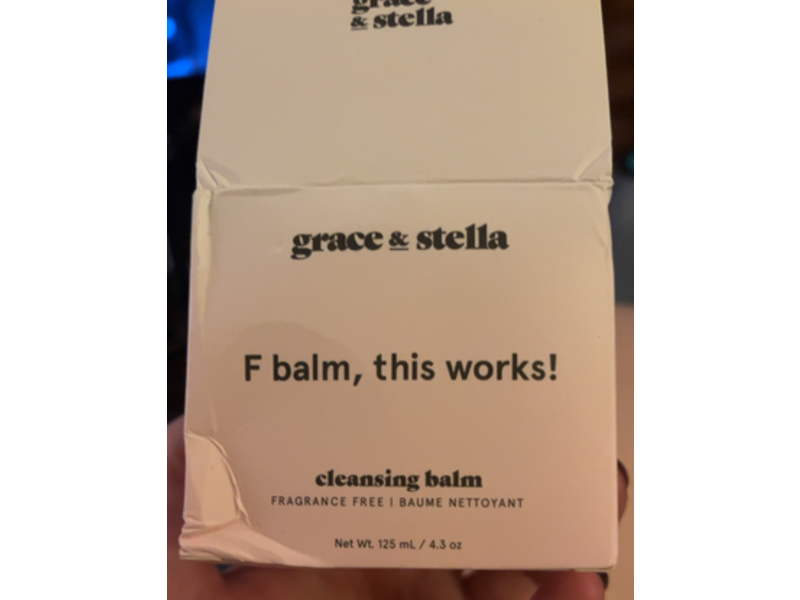 grace
& stella
grace & stella
F balm, this works!
cleansing balm
FRAGRANCE FREE | BAUME NETTOYANT
Net Wt. 125 mL / 4.3 oz